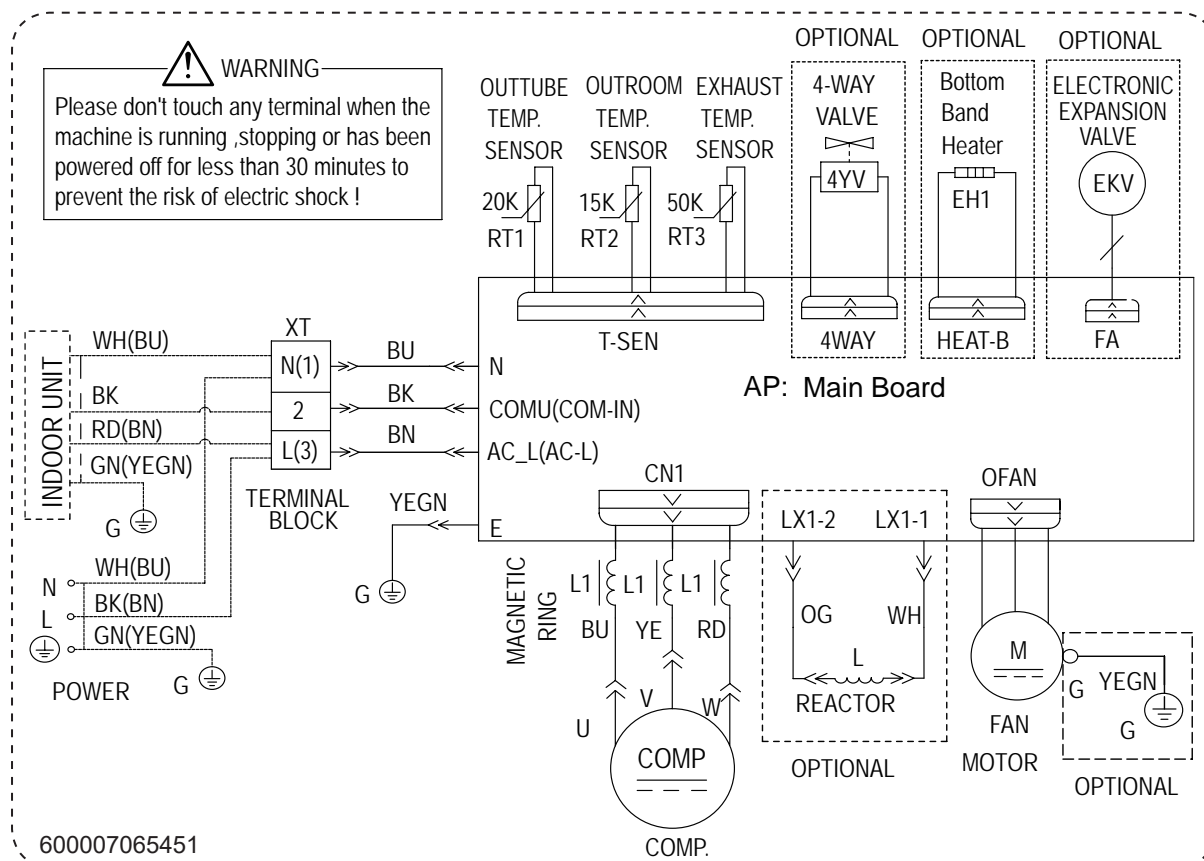 WARNING
Please don't touch any terminal when the
machine is running ,stopping or has been
powered off for less than 30 minutes to
prevent the risk of electric shock !
OUTTUBE
TEMP.
SENSOR
20K
RT1
OUTROOM
TEMP.
SENSOR
15K
RT2
EXHAUST
TEMP.
SENSOR
50K
RT3
T-SEN
OPTIONAL
4-WAY
VALVE
4YV
4WAY
OPTIONAL
Bottom
Band
Heater
EH1
HEAT-B
OPTIONAL
ELECTRONIC
EXPANSION
VALVE
EKV
FA
AP: Main Board
INDOOR UNIT
WH(BU)
BK
RD(BN)
GN(YEGN)
G
XT
N(1)
2
L(3)
TERMINAL
BLOCK
BU
BK
BN
N
COMU(COM-IN)
AC_L(AC-L)
YEGN
E
G
N
L
WH(BU)
BK(BN)
GN(YEGN)
G
POWER
MAGNETIC
RING
CN1
L1
L1
L1
BU
YE
RD
U
V
W
COMP
COMP.
LX1-2
LX1-1
OG
WH
L
REACTOR
OPTIONAL
OFAN
M
FAN
MOTOR
G
YEGN
G
OPTIONAL
600007065451